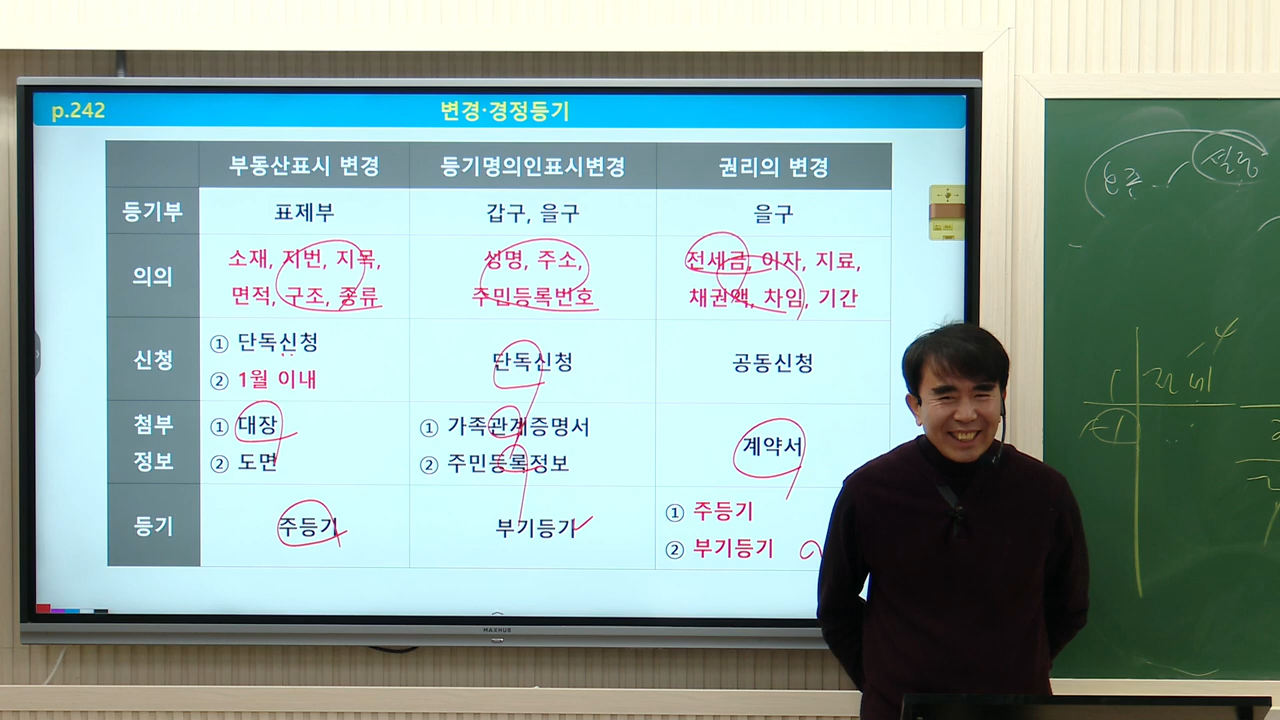 p.242
변경·경정등기
부동산표시 변경 등기명의인표시변경 권리의 변경
등기부 표제부 갑구, 을구 을구
의의 소재, 지번, 지목, 면적, 구조, 종류 성명, 주소, 주민등록번호 전세금, 이자, 지료, 채권액, 차임, 기간
신청 ① 단독신청 ② 1월 이내 단독신청 공동신청
첨부정보 ① 대장 ② 도면 ① 가족관계증명서 ② 주민등록정보 계약서
등기 주등기 부기등기 ① 주등기 ② 부기등기
MAXHUB